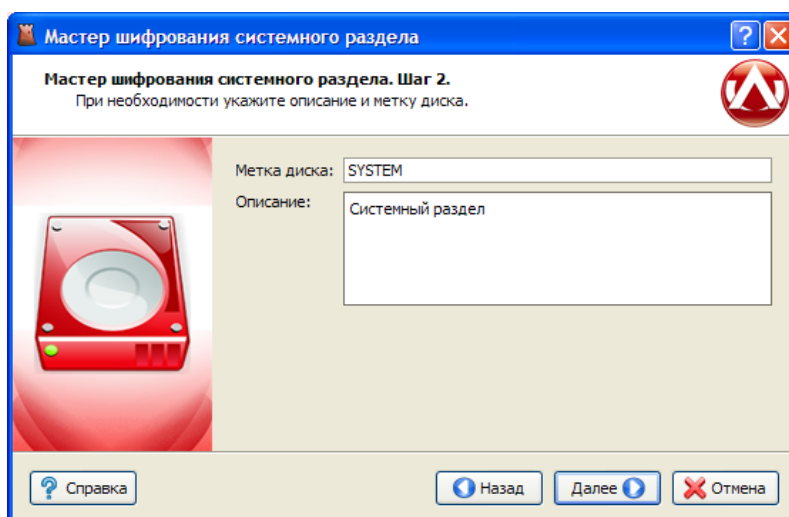 Мастер шифрования системного раздела
Мастер шифрования системного раздела. Шаг 2.
При необходимости укажите описание и метку диска.
Метка диска: SYSTEM
Описание: Системный раздел
Справка Назад Далее Отмена